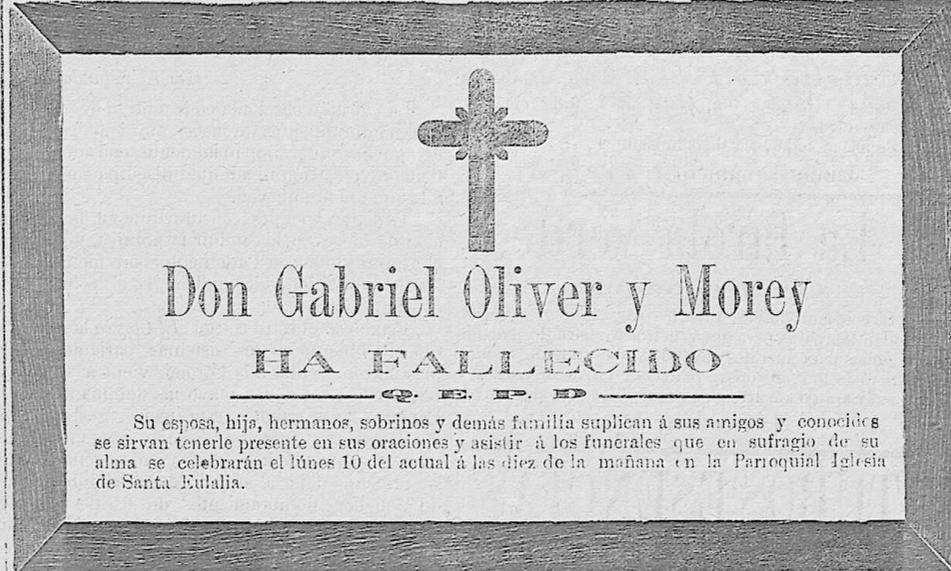 Don Gabriel Oliver y Morey
HA FALLECIDO
Q. E. P. D
Su esposa, hija, hermanos, sobrinos y demás familia suplican á sus amigos y conocidos
se sirvan tenerle presente en sus oraciones y asistir á los funerales que en sufragio de su
alma se celebrarán el lúnes 10 del actual á las diez de la mañana en la Parroquial Iglesia
de Santa Eulalia.